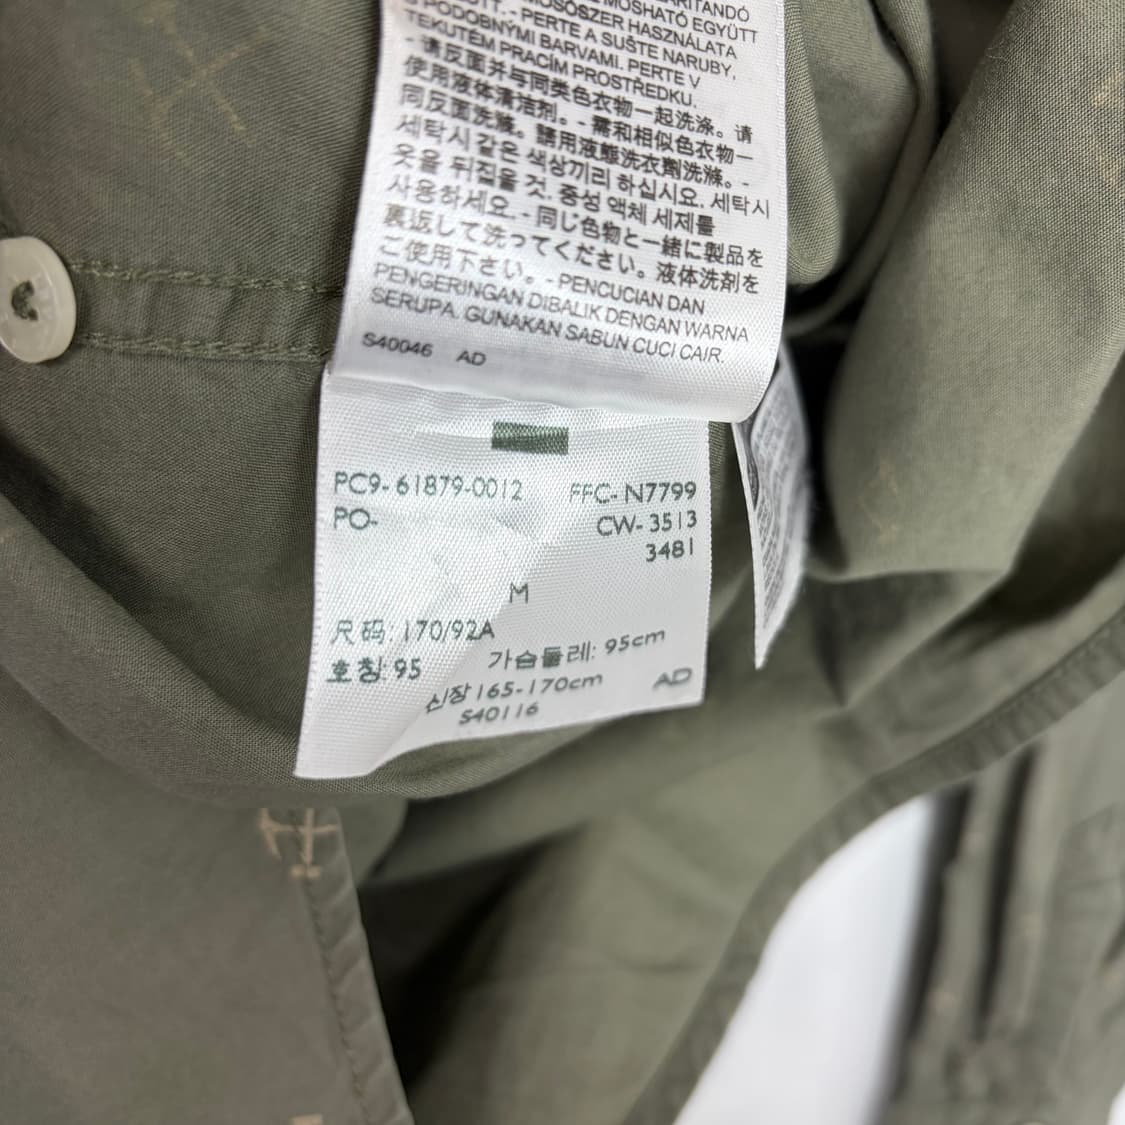 MOSHATÓ EGYÜTT
MOSÓSZER HASZNÁLATA
PODOBNÝMI BARVAMI. PERTE V
TEKUTÉM PRACÍM PROSTŘEDKU.
- PERTE A SUŠTE NARUBY,
- 请反面并与同类色衣物一起洗涤。请
使用液体清洁剂。- 需和相似色衣物一
同反面洗滌。請用液態洗衣劑洗滌。-
세탁시 같은 색상끼리 하십시요. 세탁시
옷을 뒤집을 것. 중성 액체 세제를
사용하세요. - 同じ色物と一緒に製品を
裏返して洗ってください。液体洗剤を
ご使用下さい。- PENCUCIAN DAN
PENGERINGAN DIBALIK DENGAN WARNA
SERUPA. GUNAKAN SABUN CUCI CAIR.
S40046 AD
PC9-61879-0012 FFC-N7799
PO- CW-3513
3481
M
尺码: 170/92A
호칭: 95 가슴둘레: 95cm
신장 165-170cm AD
S40116